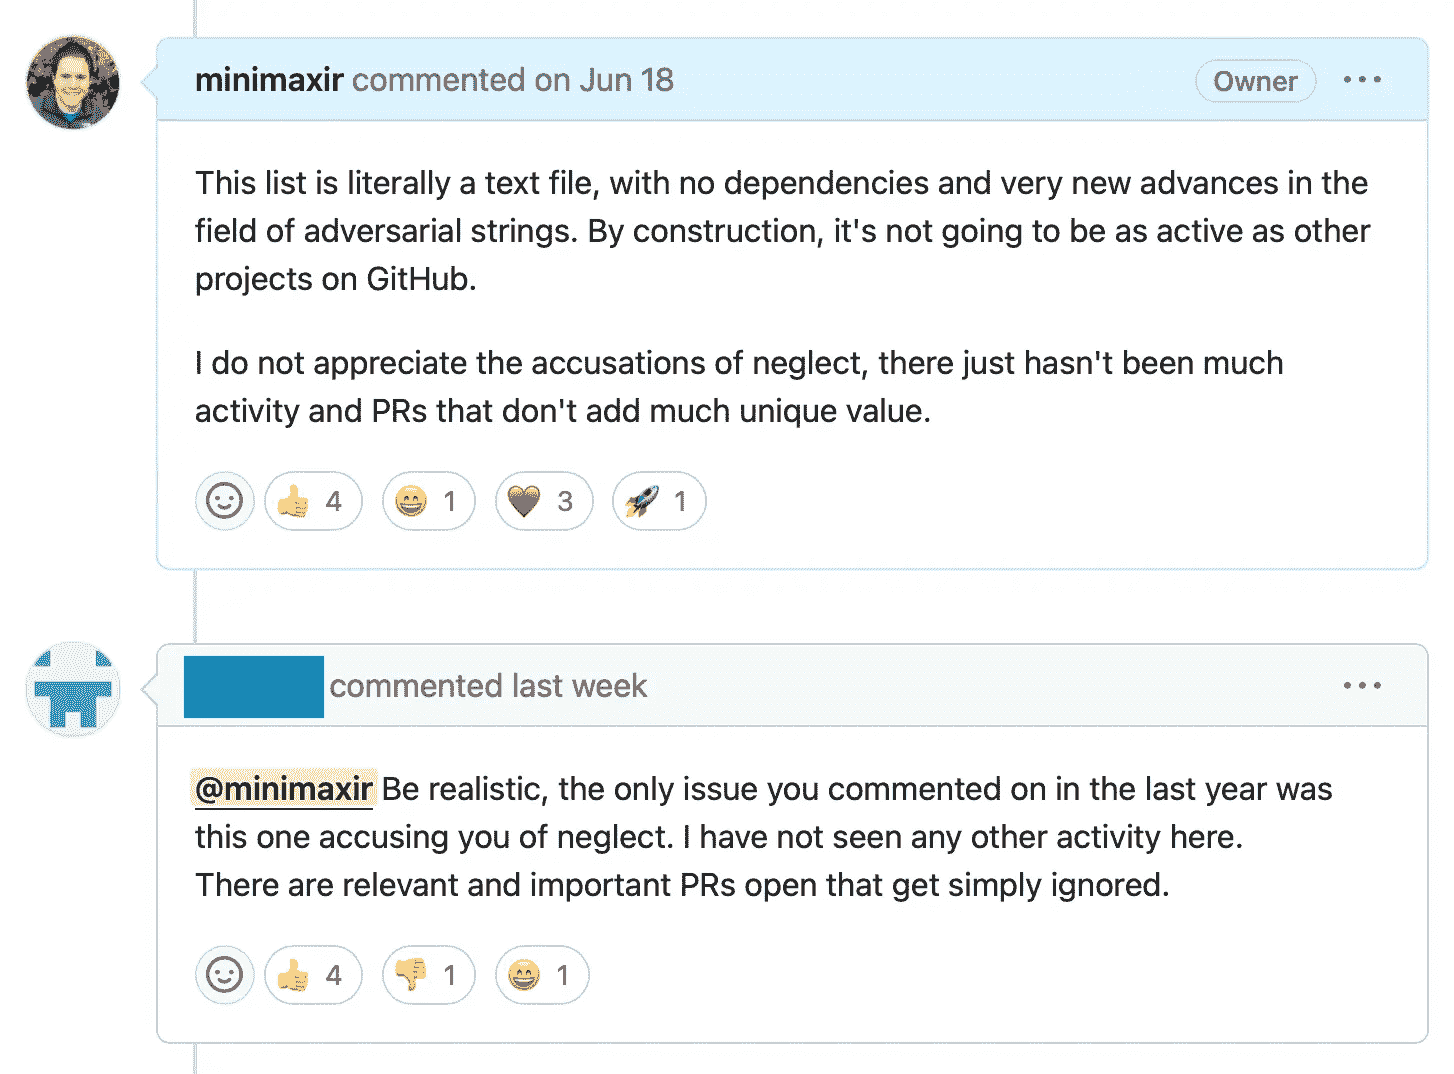 minimaxir commented on Jun 18
Owner
This list is literally a text file, with no dependencies and very new advances in the
field of adversarial strings. By construction, it's not going to be as active as other
projects on GitHub.
I do not appreciate the accusations of neglect, there just hasn't been much
activity and PRs that don't add much unique value.
4 1 3 1
commented last week
@minimaxir Be realistic, the only issue you commented on in the last year was
this one accusing you of neglect. I have not seen any other activity here.
There are relevant and important PRs open that get simply ignored.
4 1 1